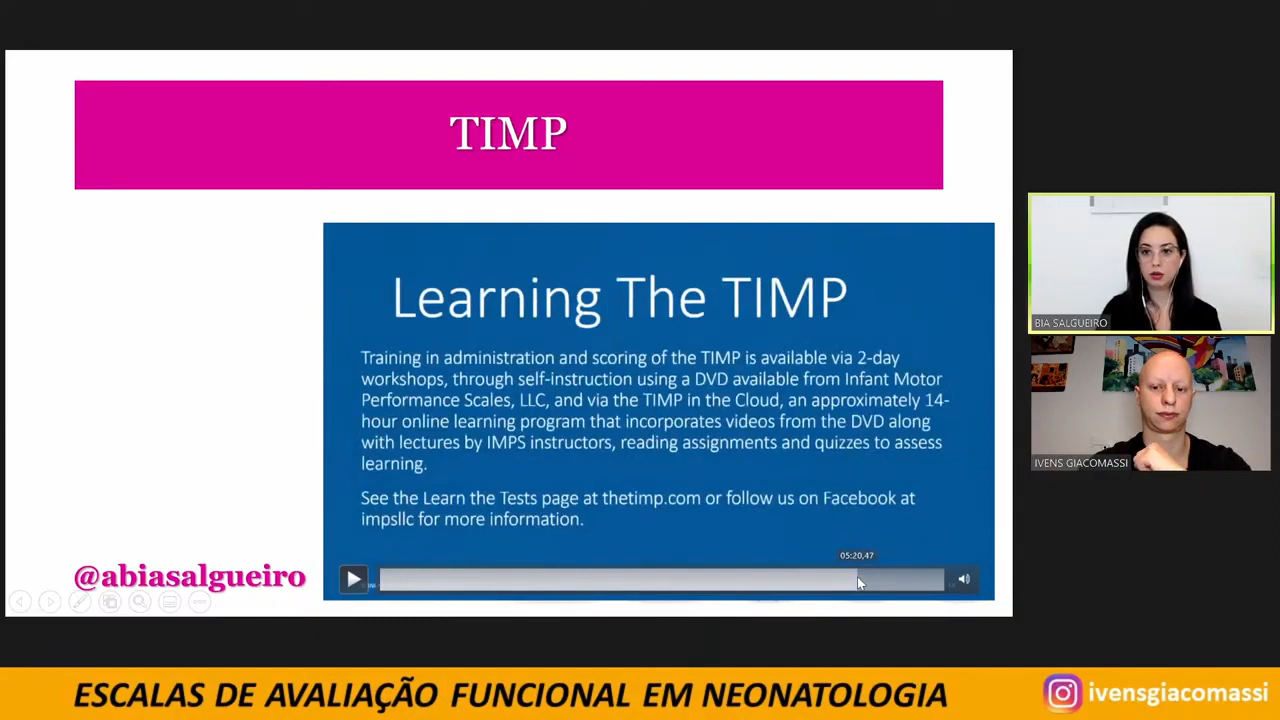 TIMP
Learning The TIMP
Training in administration and scoring of the TIMP is available via 2-day
workshops, through self-instruction using a DVD available from Infant Motor
Performance Scales, LLC, and via the TIMP in the Cloud, an approximately 14-
hour online learning program that incorporates videos from the DVD along
with lectures by IMPS instructors, reading assignments and quizzes to assess
learning.
See the Learn the Tests page at thetimp.com or follow us on Facebook at
impsllc for more information.
05:20,47
@abiasalgueiro
BIA SALGUEIRO
IVENS GIACOMASSI
ESCALAS DE AVALIAÇÃO FUNCIONAL EM NEONATOLOGIA
ivensgiacomassi